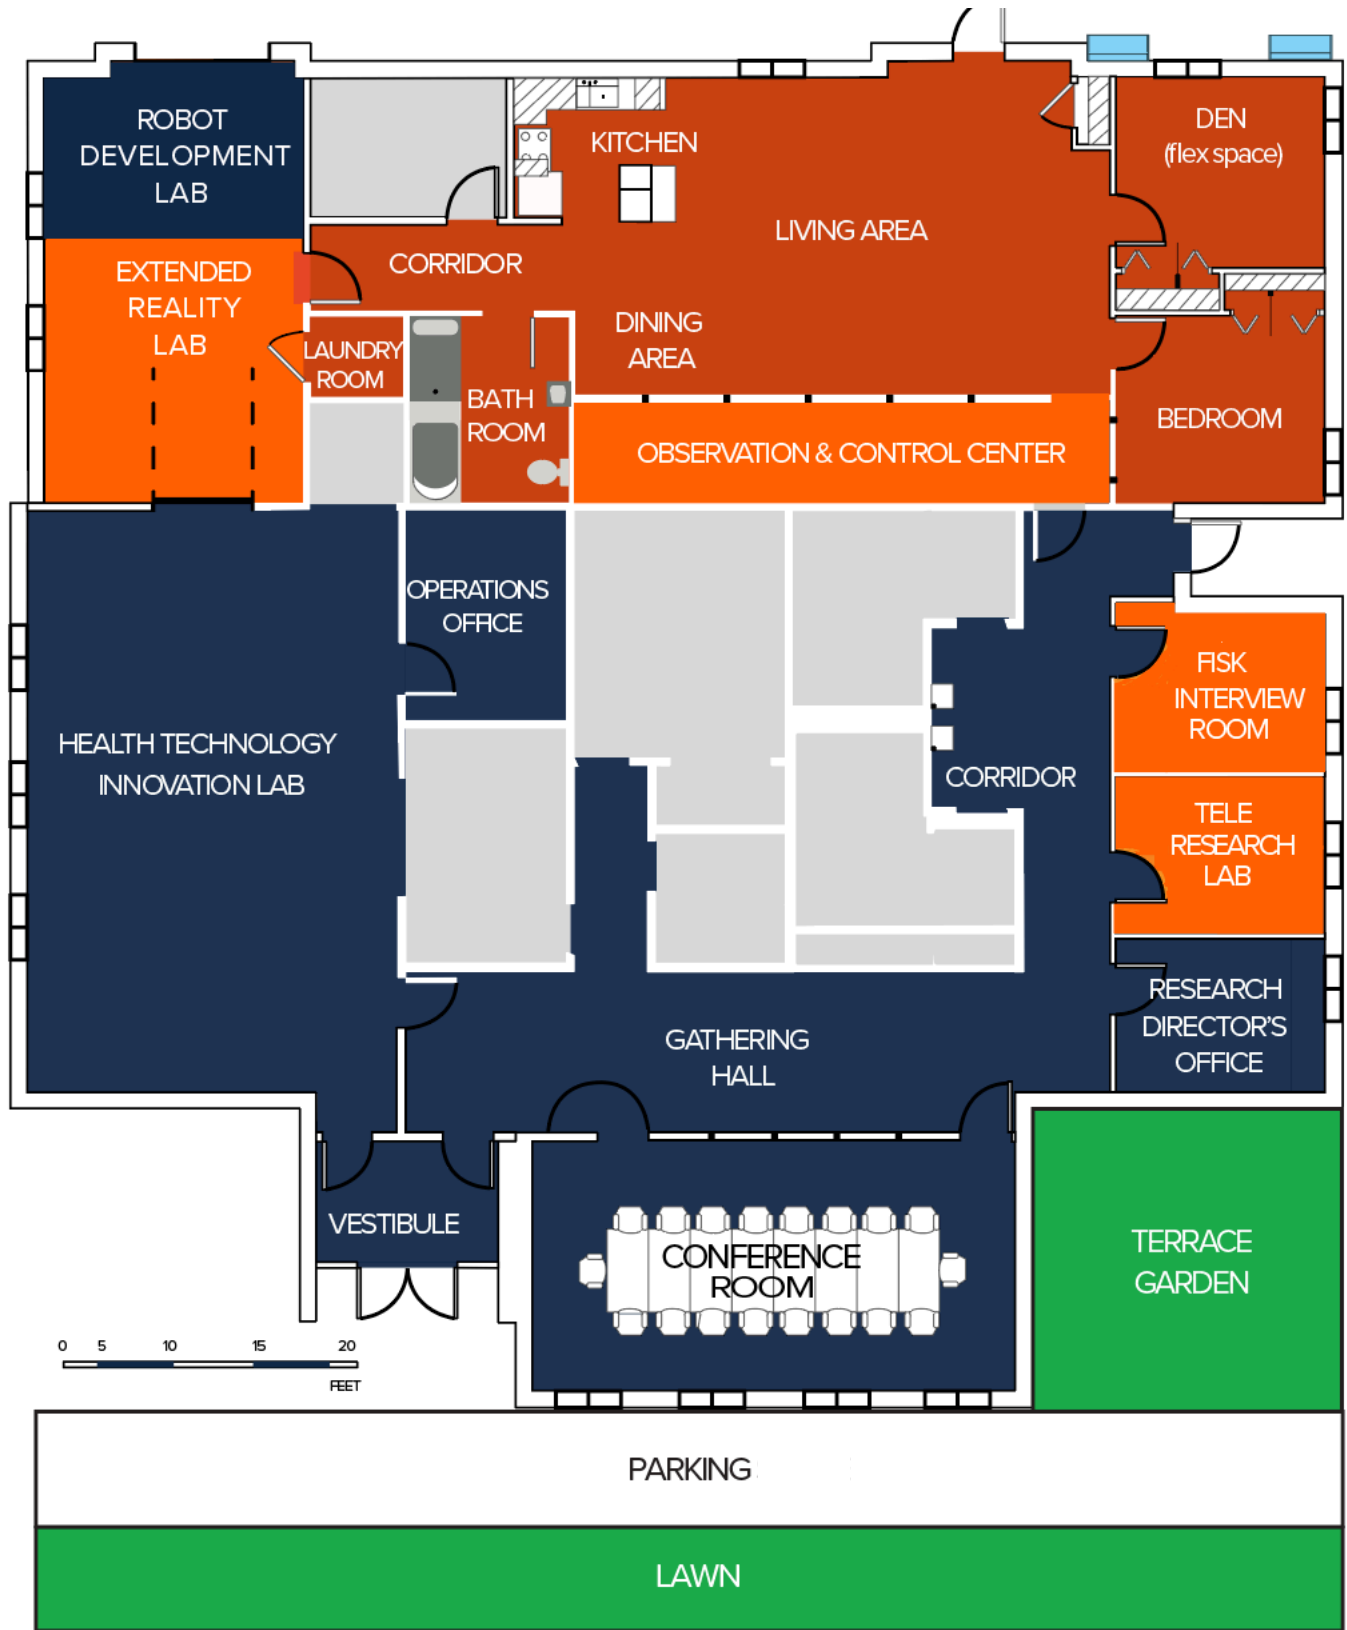 ROBOT
DEVELOPMENT
LAB
EXTENDED
REALITY
LAB
KITCHEN
LIVING AREA
DEN
(flex space)
CORRIDOR
DINING
AREA
LAUNDRY
ROOM
BATH
ROOM
BEDROOM
OBSERVATION & CONTROL CENTER
OPERATIONS
OFFICE
HEALTH TECHNOLOGY
INNOVATION LAB
CORRIDOR
FISK
INTERVIEW
ROOM
TELE
RESEARCH
LAB
RESEARCH
DIRECTOR'S
OFFICE
GATHERING
HALL
VESTIBULE
CONFERENCE
ROOM
TERRACE
GARDEN
0 5 10 15 20
FEET
PARKING
LAWN